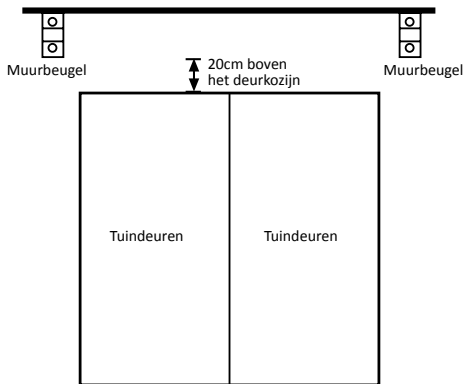 Muurbeugel
Muurbeugel
20cm boven
het deurkozijn
Tuindeuren
Tuindeuren